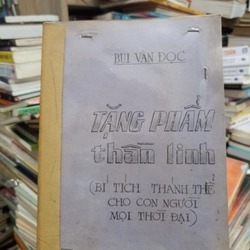 BÙI VĂN ĐỌC
TẶNG PHẨM
thần linh
(BÍ TÍCH THÁNH THỂ
CHO CON NGƯỜI
MỌI THỜI ĐẠI)